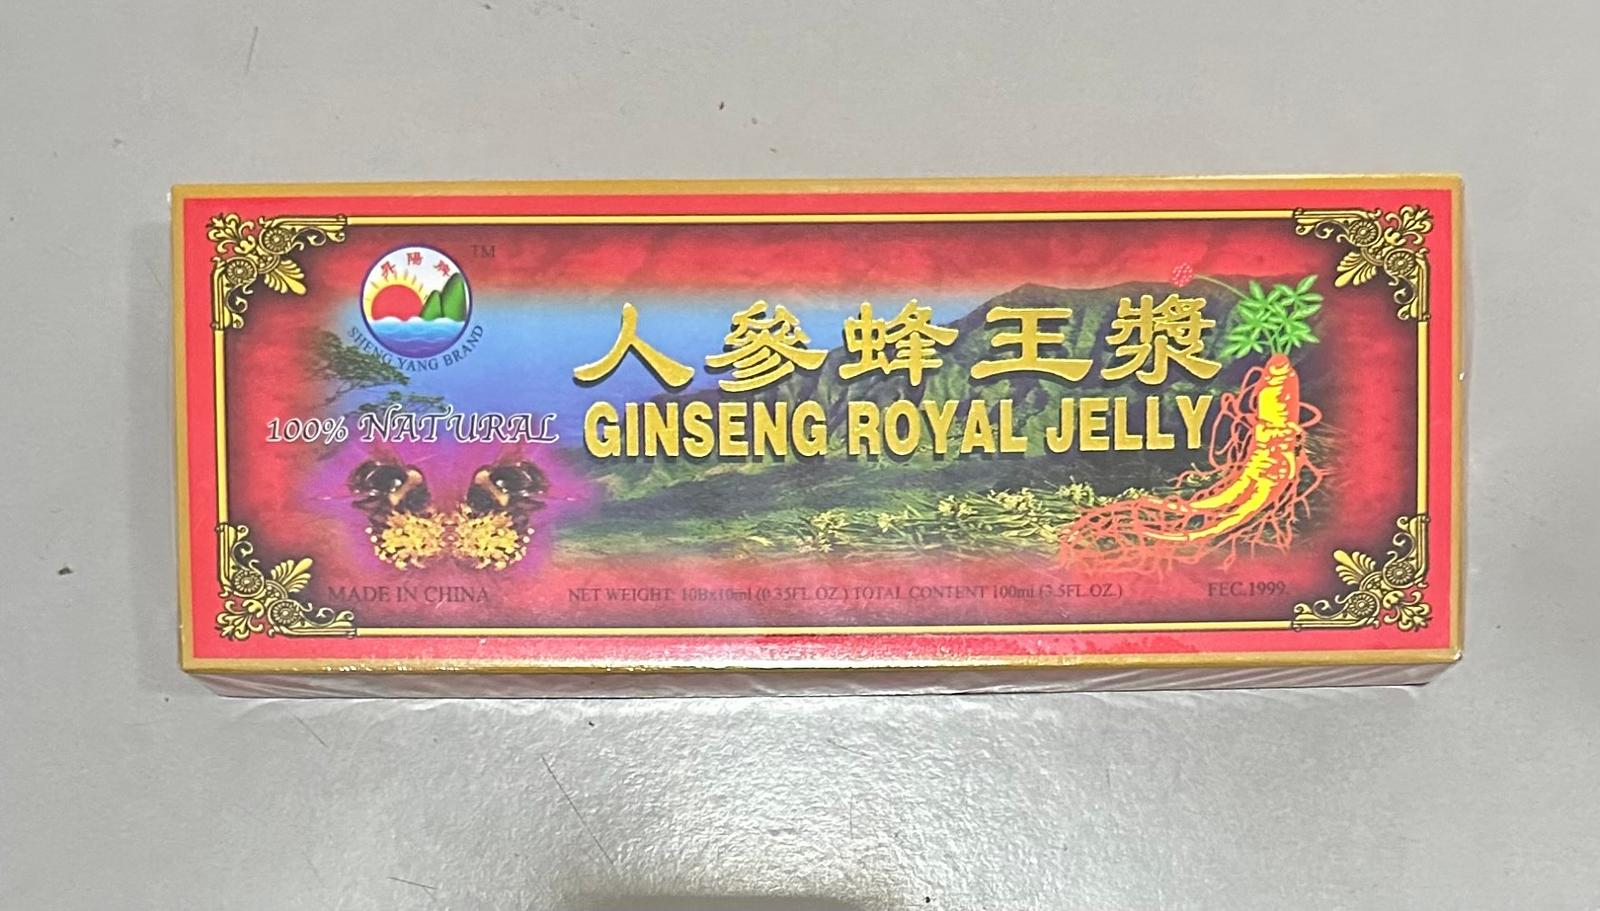 昇陽牌
TM
SHENG YANG BRAND
人參蜂王漿
100% NATURAL
GINSENG ROYAL JELLY
MADE IN CHINA
NET WEIGHT: 10Bx10ml (0.35FL.OZ.) TOTAL CONTENT 100ml (3.5FL.OZ.)
FEC.1999.